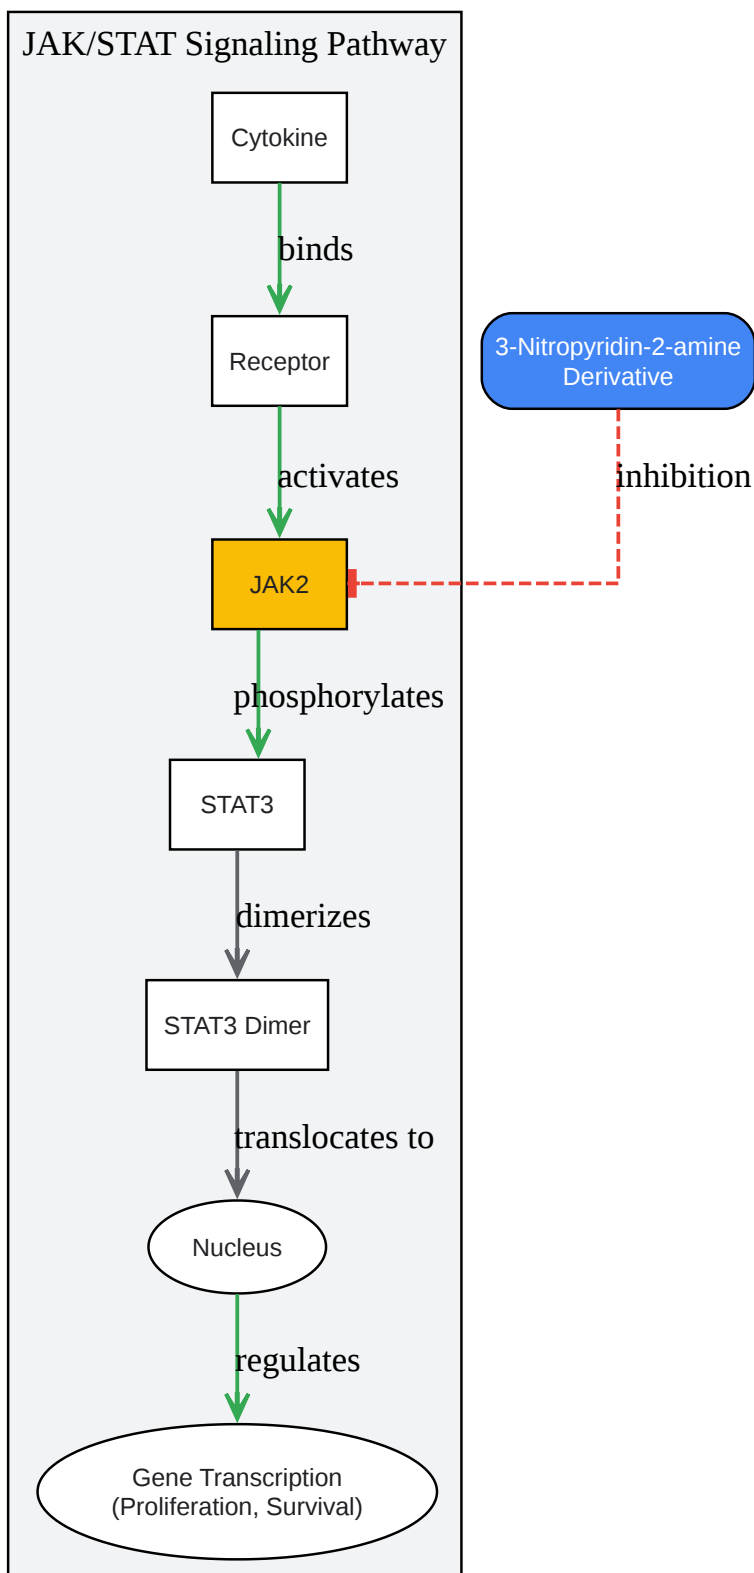 JAK/STAT Signaling Pathway
Cytokine
binds
Receptor
3-Nitropyridin-2-amine
Derivative
activates
inhibition
JAK2
phosphorylates
STAT3
dimerizes
STAT3 Dimer
translocates to
Nucleus
regulates
Gene Transcription
(Proliferation, Survival)